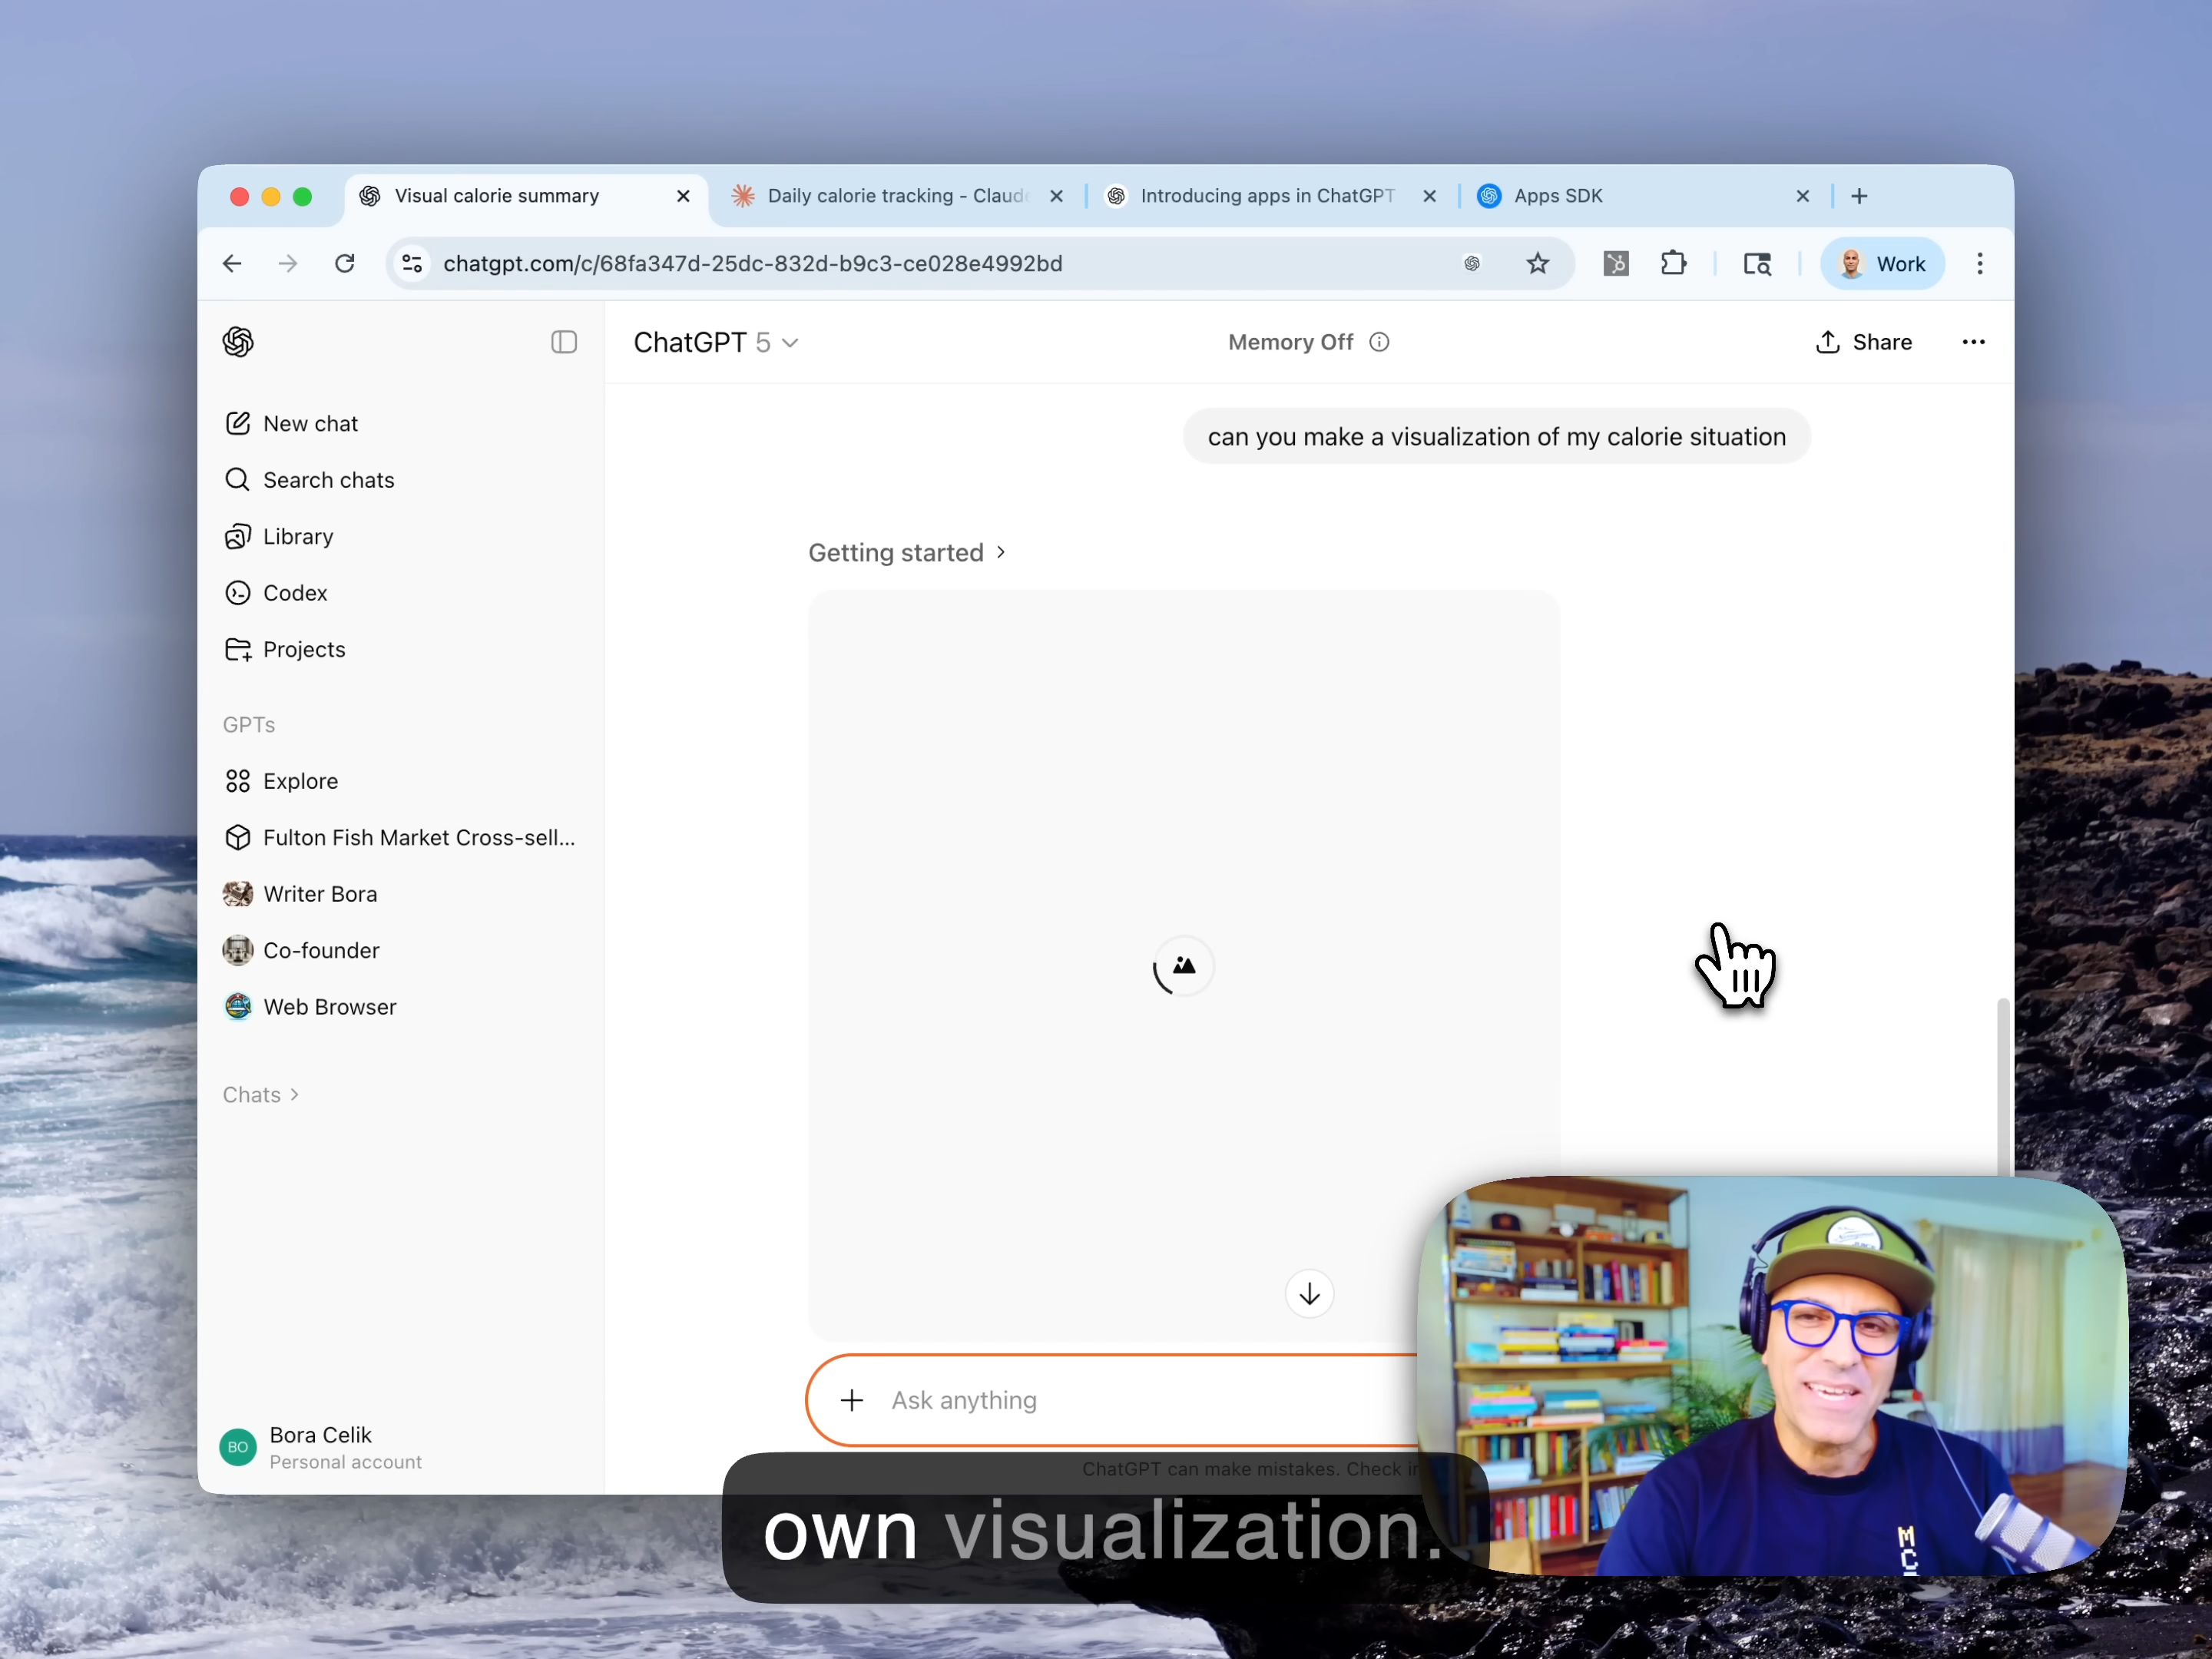 Visual calorie summary
Daily calorie tracking - Claude
Introducing apps in ChatGPT
Apps SDK
chatgpt.com/c/68fa347d-25dc-832d-b9c3-ce028e4992bd
Work
ChatGPT 5
Memory Off
Share
New chat
Search chats
Library
Codex
Projects
GPTs
Explore
Fulton Fish Market Cross-sell...
Writer Bora
Co-founder
Web Browser
Chats
BO
Bora Celik
Personal account
can you make a visualization of my calorie situation
Getting started
Ask anything
ChatGPT can make mistakes. Check
own visualization.
MC